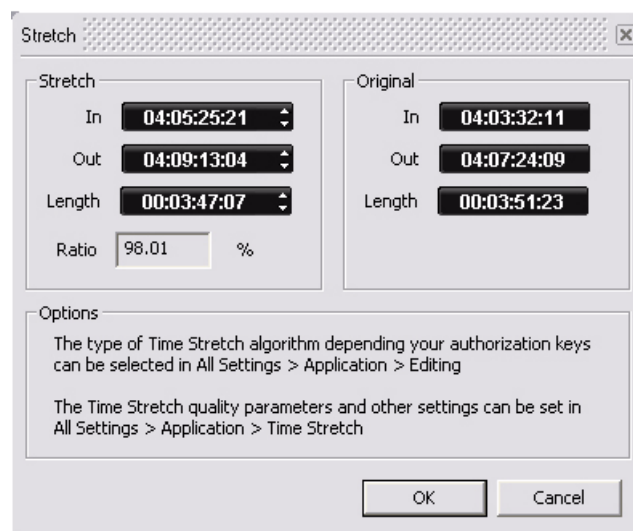 Stretch
Stretch
In 04:05:25:21
Out 04:09:13:04
Length 00:03:47:07
Ratio 98.01 %
Original
In 04:03:32:11
Out 04:07:24:09
Length 00:03:51:23
Options
The type of Time Stretch algorithm depending your authorization keys
can be selected in All Settings > Application > Editing
The Time Stretch quality parameters and other settings can be set in
All Settings > Application > Time Stretch
OK Cancel